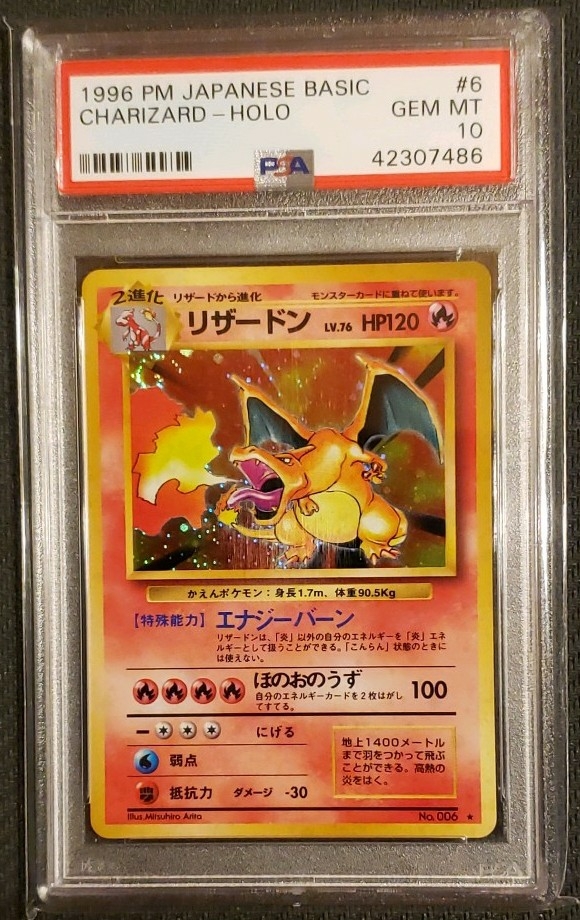 1996 PM JAPANESE BASIC #6
CHARIZARD - HOLO GEM MT
10
PSA 42307486
2進化 リザードから進化 モンスターカードに重ねて使います。
リザードン LV.76 HP120
かえんポケモン：身長1.7m、体重90.5Kg
【特殊能力】 エナジーバーン
リザードンは、「炎」以外の自分のエネルギーを「炎」エネ
ルギーとして扱うことができる。「こんらん」状態のときに
は使えない。
ほのおのうず 100
自分のエネルギーカードを2枚はがし
てすてる。
にげる
弱点
抵抗力 ダメージ -30
地上1400メートル
まで羽をつかって飛ぶ
ことができる。高熱の
炎をはく。
Illus. Mitsuhiro Arita No. 006 ★